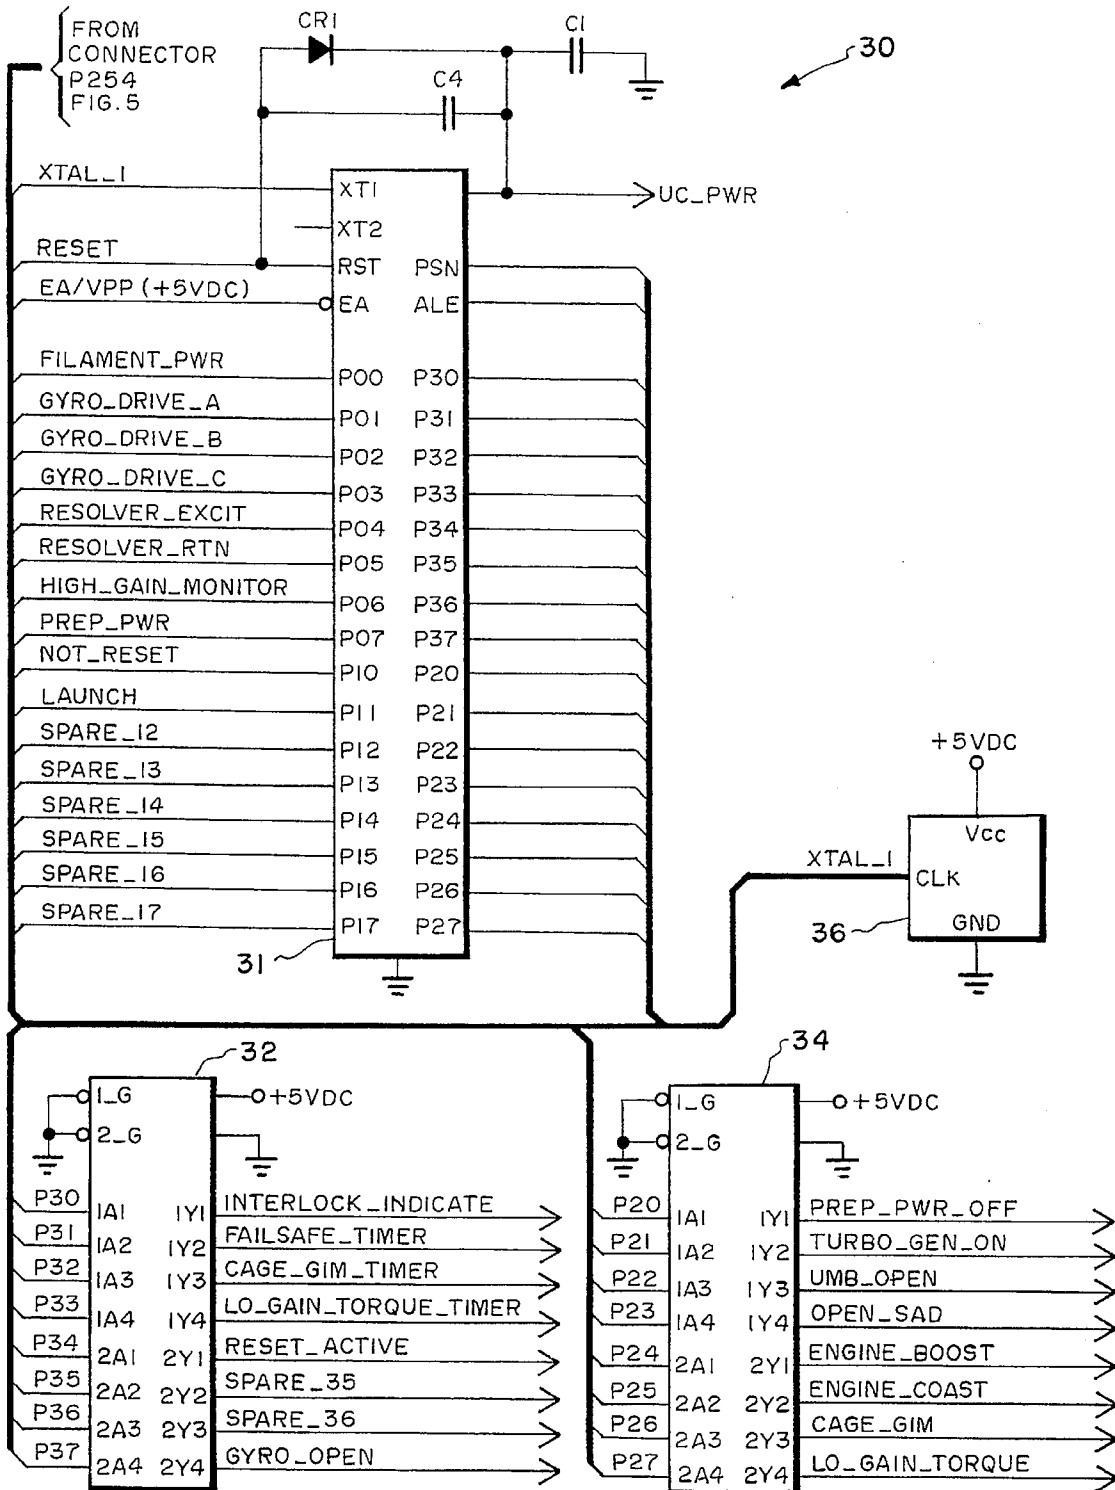 FROM
CONNECTOR
P254
FIG.5
CR1
C1
C4
30
XTAL_1
XT1
UC_PWR
XT2
RESET
RST PSN
EA/VPP (+5VDC)
EA ALE
FILAMENT_PWR
P00 P30
GYRO_DRIVE_A
P01 P31
GYRO_DRIVE_B
P02 P32
GYRO_DRIVE_C
P03 P33
RESOLVER_EXCIT
P04 P34
RESOLVER_RTN
P05 P35
HIGH_GAIN_MONITOR
P06 P36
PREP_PWR
P07 P37
NOT_RESET
P10 P20
LAUNCH
P11 P21
SPARE_12
P12 P22
SPARE_13
P13 P23
SPARE_14
P14 P24
SPARE_15
P15 P25
SPARE_16
P16 P26
SPARE_17
P17 P27
31
+5VDC
Vcc
XTAL_1
CLK
GND
36
32
1_G
+5VDC
2_G
P30
1A1 1Y1
INTERLOCK_INDICATE
P31
1A2 1Y2
FAILSAFE_TIMER
P32
1A3 1Y3
CAGE_GIM_TIMER
P33
1A4 1Y4
LO_GAIN_TORQUE_TIMER
P34
2A1 2Y1
RESET_ACTIVE
P35
2A2 2Y2
SPARE_35
P36
2A3 2Y3
SPARE_36
P37
2A4 2Y4
GYRO_OPEN
34
1_G
+5VDC
2_G
P20
1A1 1Y1
PREP_PWR_OFF
P21
1A2 1Y2
TURBO_GEN_ON
P22
1A3 1Y3
UMB_OPEN
P23
1A4 1Y4
OPEN_SAD
P24
2A1 2Y1
ENGINE_BOOST
P25
2A2 2Y2
ENGINE_COAST
P26
2A3 2Y3
CAGE_GIM
P27
2A4 2Y4
LO_GAIN_TORQUE